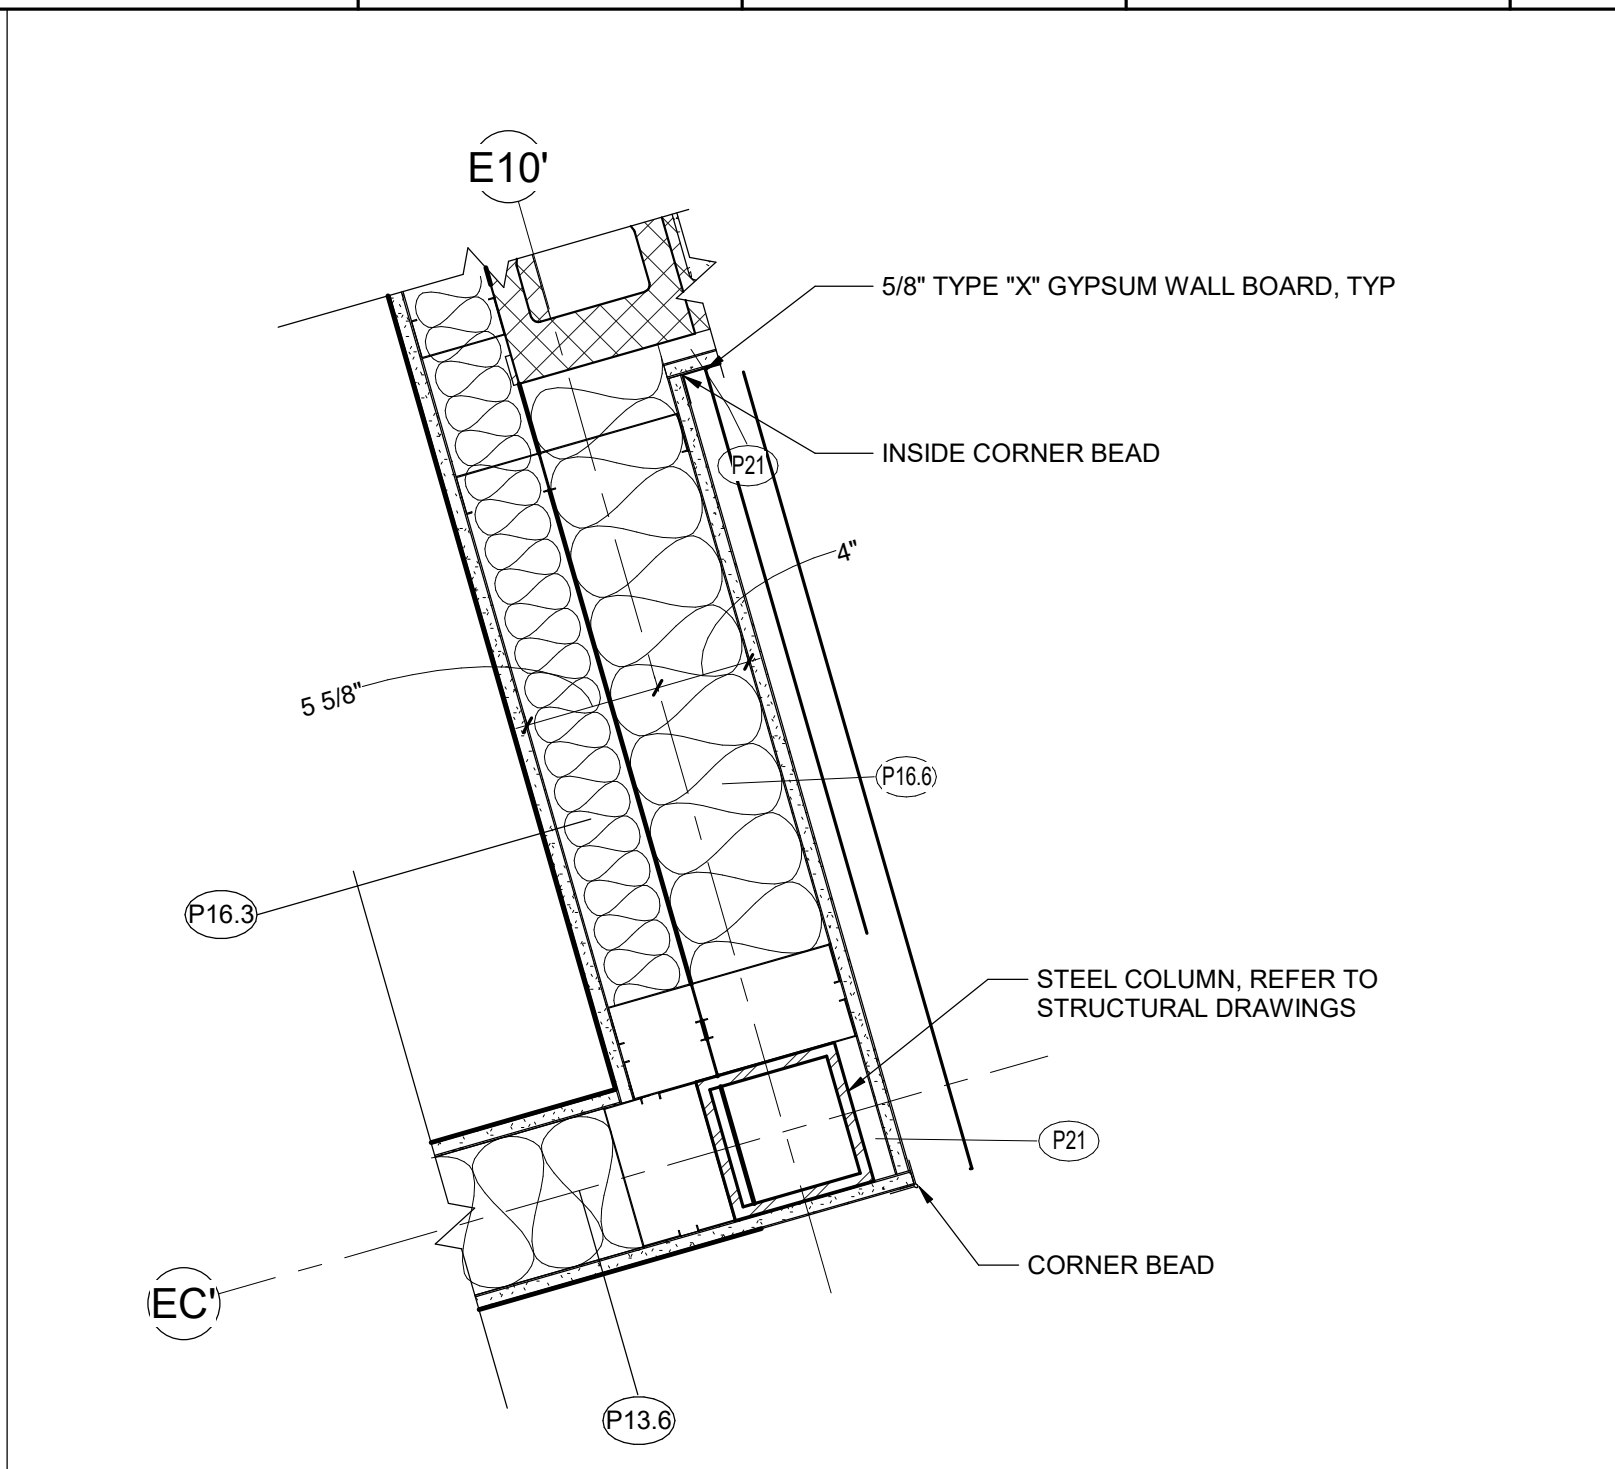 E10'
5/8" TYPE "X" GYPSUM WALL BOARD, TYP
INSIDE CORNER BEAD
P21
4"
5 5/8"
P16.6
P16.3
STEEL COLUMN, REFER TO
STRUCTURAL DRAWINGS
P21
CORNER BEAD
EC'
P13.6